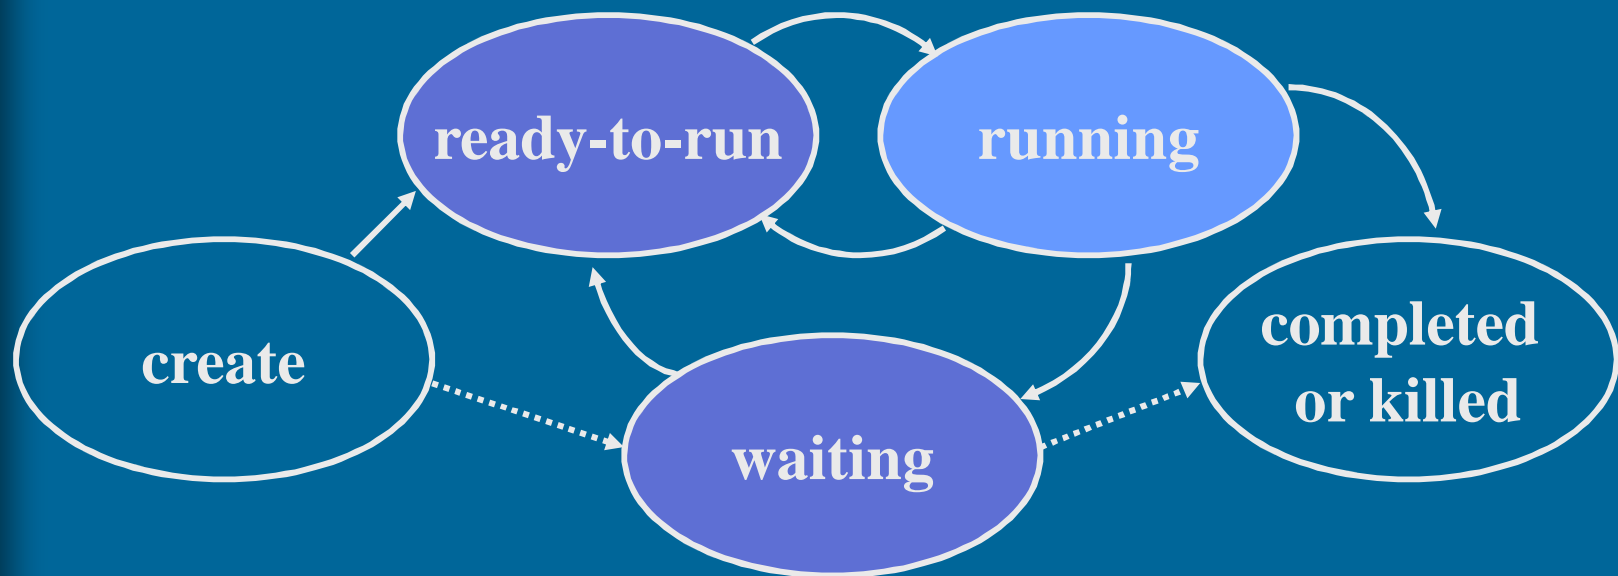 ready-to-run
running
create
waiting
completed
or killed